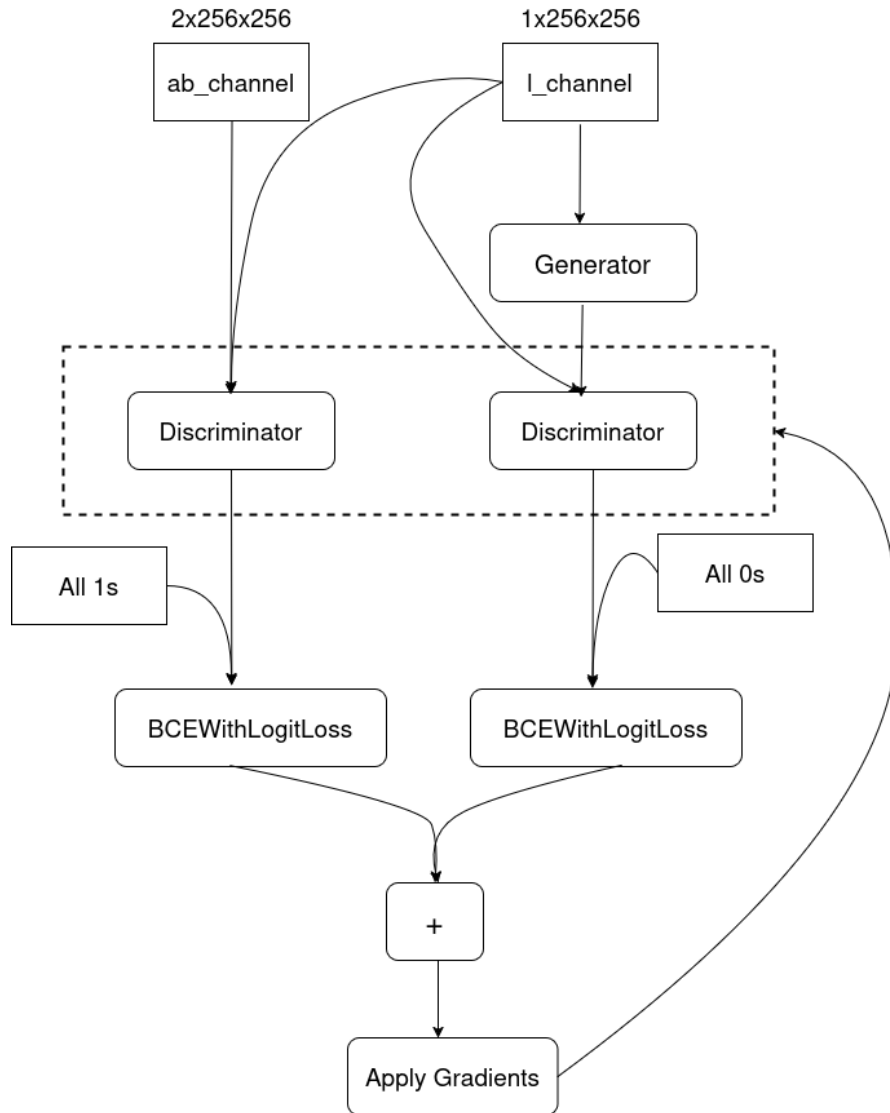 2x256x256
1x256x256
ab_channel
l_channel
Generator
Discriminator
Discriminator
All 1s
All 0s
BCEWithLogitLoss
BCEWithLogitLoss
+
Apply Gradients